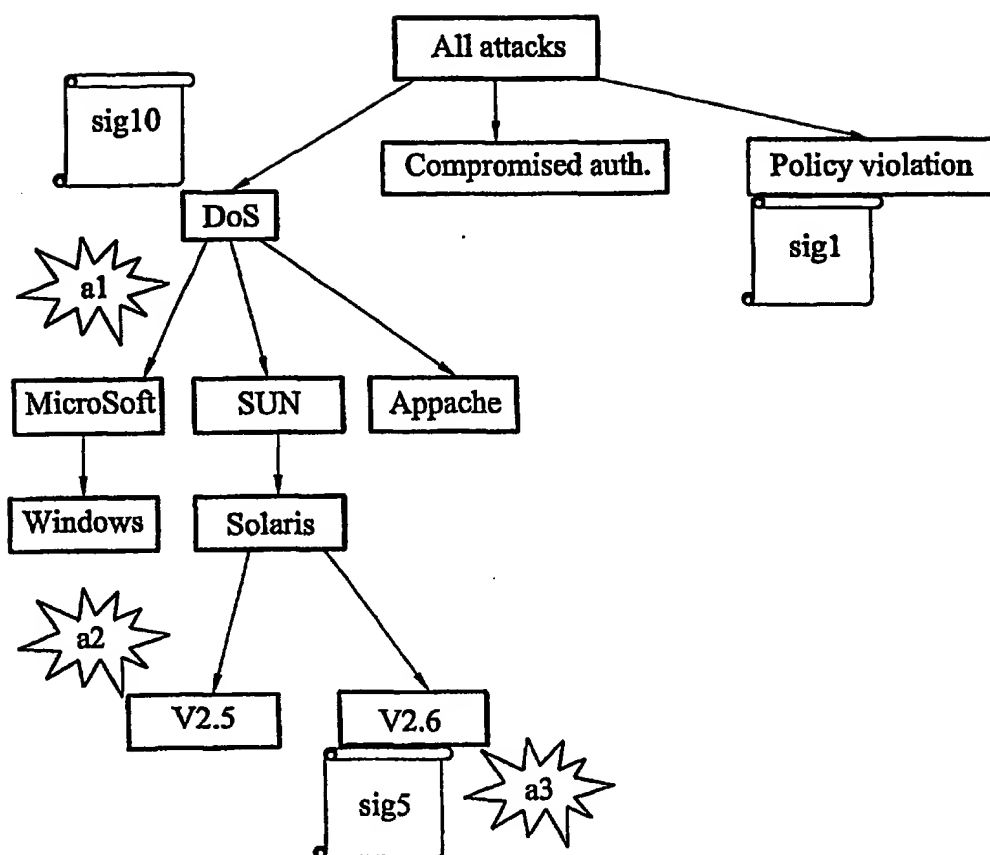 All attacks
sig10
Compromised auth.
Policy violation
DoS
sig1
a1
MicroSoft
SUN
Appache
Windows
Solaris
a2
V2.5
V2.6
sig5
a3